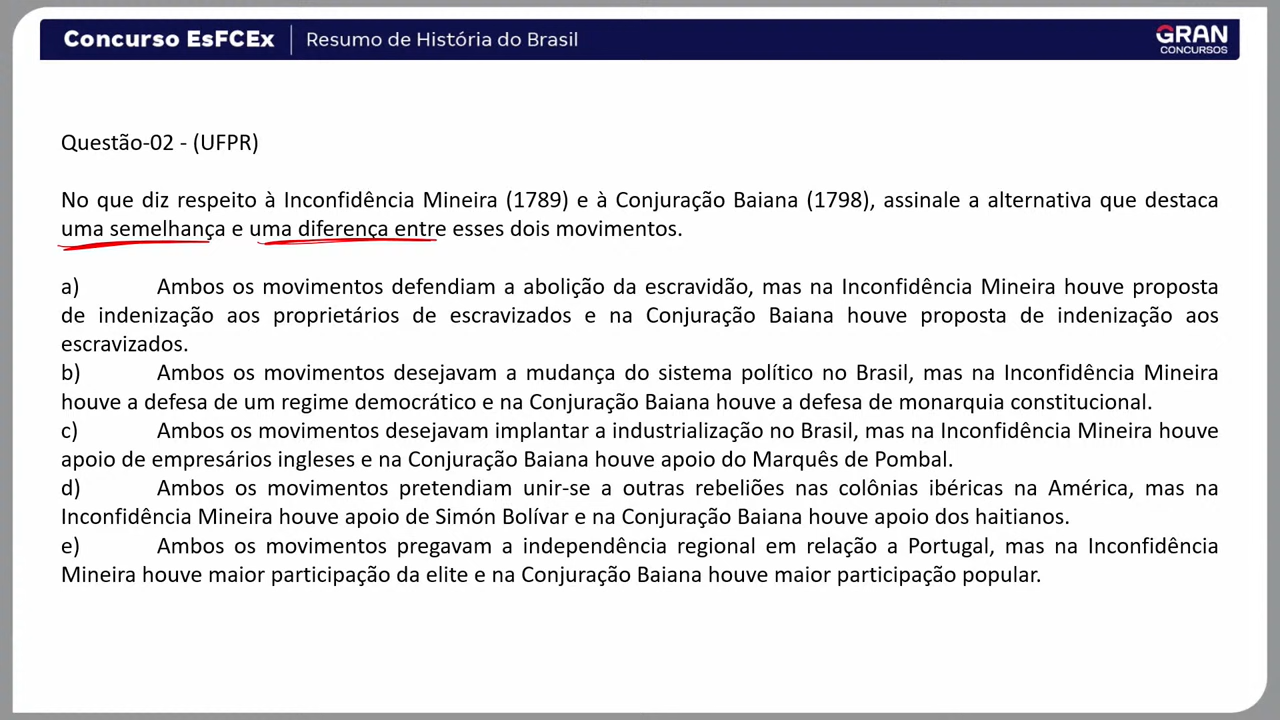 Concurso EsFCEx | Resumo de História do Brasil
GRAN
CONCURSOS
Questão-02 - (UFPR)
No que diz respeito à Inconfidência Mineira (1789) e à Conjuração Baiana (1798), assinale a alternativa que destaca
uma semelhança e uma diferença entre esses dois movimentos.
a) Ambos os movimentos defendiam a abolição da escravidão, mas na Inconfidência Mineira houve proposta
de indenização aos proprietários de escravizados e na Conjuração Baiana houve proposta de indenização aos
escravizados.
b) Ambos os movimentos desejavam a mudança do sistema político no Brasil, mas na Inconfidência Mineira
houve a defesa de um regime democrático e na Conjuração Baiana houve a defesa de monarquia constitucional.
c) Ambos os movimentos desejavam implantar a industrialização no Brasil, mas na Inconfidência Mineira houve
apoio de empresários ingleses e na Conjuração Baiana houve apoio do Marquês de Pombal.
d) Ambos os movimentos pretendiam unir-se a outras rebeliões nas colônias ibéricas na América, mas na
Inconfidência Mineira houve apoio de Simón Bolívar e na Conjuração Baiana houve apoio dos haitianos.
e) Ambos os movimentos pregavam a independência regional em relação a Portugal, mas na Inconfidência
Mineira houve maior participação da elite e na Conjuração Baiana houve maior participação popular.